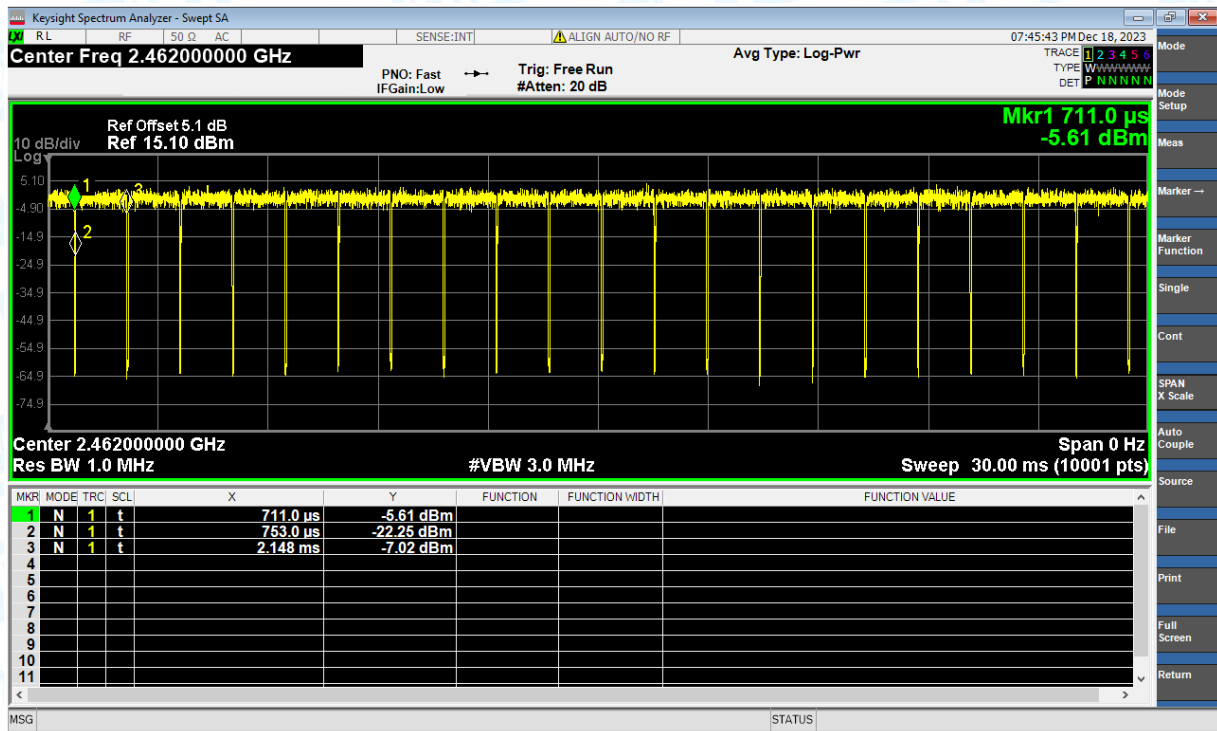 Keysight Spectrum Analyzer - Swept SA
LXI RL RF 50 Ω AC SENSE:INT ALIGN AUTO/NO RF 07:45:43 PM Dec 18, 2023
Center Freq 2.462000000 GHz
PNO: Fast
IFGain:Low
Trig: Free Run
#Atten: 20 dB
Avg Type: Log-Pwr
TRACE 1 2 3 4 5 6
TYPE WWWWWW
DET P N N N N N
Mkr1 711.0 µs
-5.61 dBm
Ref Offset 5.1 dB
10 dB/div Ref 15.10 dBm
Log
5.10
-4.90
-14.9
-24.9
-34.9
-44.9
-54.9
-64.9
-74.9
1
2
3
Center 2.462000000 GHz Span 0 Hz
Res BW 1.0 MHz #VBW 3.0 MHz Sweep 30.00 ms (10001 pts)
MKR MODE TRC SCL X Y FUNCTION FUNCTION WIDTH FUNCTION VALUE
1 N 1 t 711.0 µs -5.61 dBm
2 N 1 t 753.0 µs -22.25 dBm
3 N 1 t 2.148 ms -7.02 dBm
4
5
6
7
8
9
10
11
MSG STATUS
Mode
Mode
Setup
Meas
Marker →
Marker
Function
Single
Cont
SPAN
X Scale
Auto
Couple
Source
File
Print
Full
Screen
Return